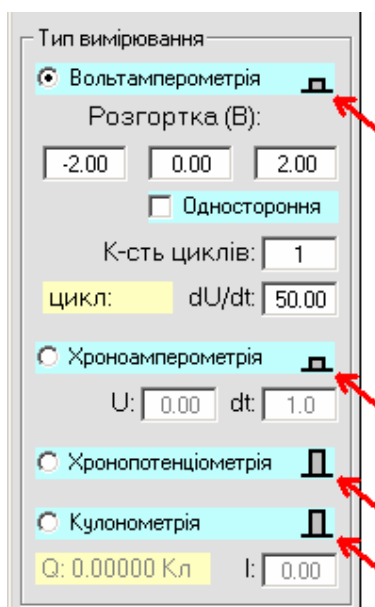 Тип вимірювання
Вольтамперометрія
Розгортка (В):
-2.00 0.00 2.00
Одностороння
К-сть циклів: 1
цикл: dU/dt: 50.00
Хроноамперометрія
U: 0.00 dt: 1.0
Хронопотенціометрія
Кулонометрія
Q: 0.00000 Кл I: 0.00